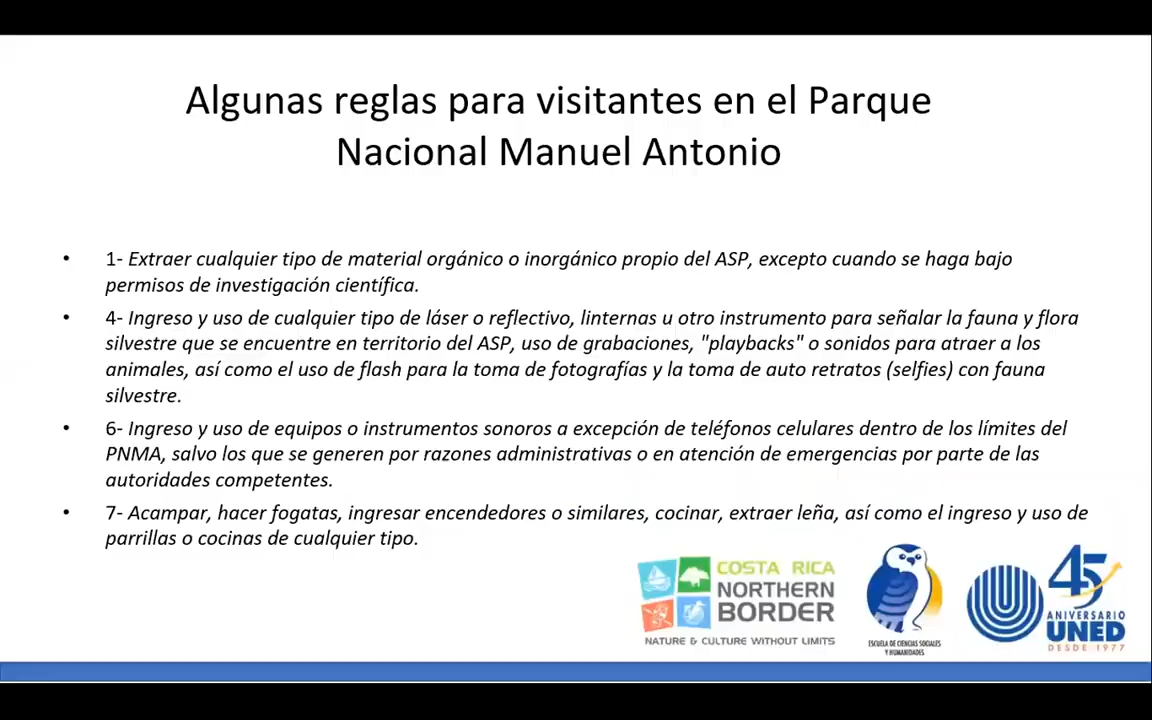 Algunas reglas para visitantes en el Parque
Nacional Manuel Antonio
• 1- Extraer cualquier tipo de material orgánico o inorgánico propio del ASP, excepto cuando se haga bajo
permisos de investigación científica.
• 4- Ingreso y uso de cualquier tipo de láser o reflectivo, linternas u otro instrumento para señalar la fauna y flora
silvestre que se encuentre en territorio del ASP, uso de grabaciones, "playbacks" o sonidos para atraer a los
animales, así como el uso de flash para la toma de fotografías y la toma de auto retratos (selfies) con fauna
silvestre.
• 6- Ingreso y uso de equipos o instrumentos sonoros a excepción de teléfonos celulares dentro de los límites del
PNMA, salvo los que se generen por razones administrativas o en atención de emergencias por parte de las
autoridades competentes.
• 7- Acampar, hacer fogatas, ingresar encendedores o similares, cocinar, extraer leña, así como el ingreso y uso de
parrillas o cocinas de cualquier tipo.
COSTA RICA
NORTHERN
BORDER
NATURE & CULTURE WITHOUT LIMITS
ESCUELA DE CIENCIAS SOCIALES
Y HUMANIDADES
45
ANIVERSARIO
UNED
DESDE 1977